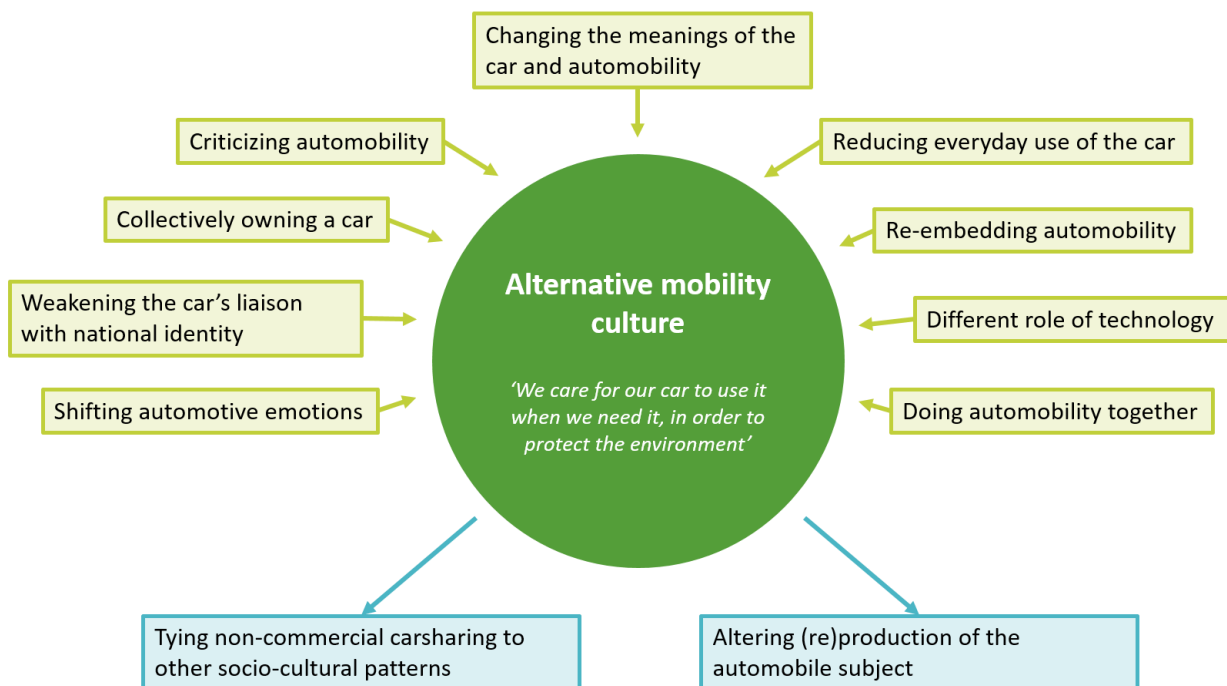 Changing the meanings of the
car and automobility
Criticizing automobility
Reducing everyday use of the car
Collectively owning a car
Re-embedding automobility
Weakening the car’s liaison
with national identity
Different role of technology
Shifting automotive emotions
Doing automobility together
Alternative mobility
culture
‘We care for our car to use it
when we need it, in order to
protect the environment’
Tying non-commercial carsharing to
other socio-cultural patterns
Altering (re)production of the
automobile subject